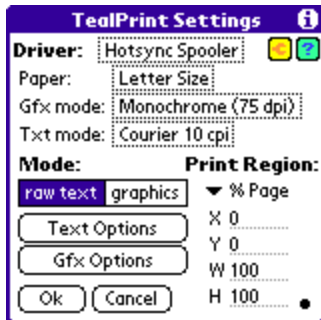 TealPrint Settings i
Driver: Hotsync Spooler ?
Paper: Letter Size
Gfx mode: Monochrome (75 dpi)
Txt mode: Courier 10 cpi
Mode: Print Region:
raw text graphics % Page
Text Options X 0
Y 0
Gfx Options W 100
Ok Cancel H 100